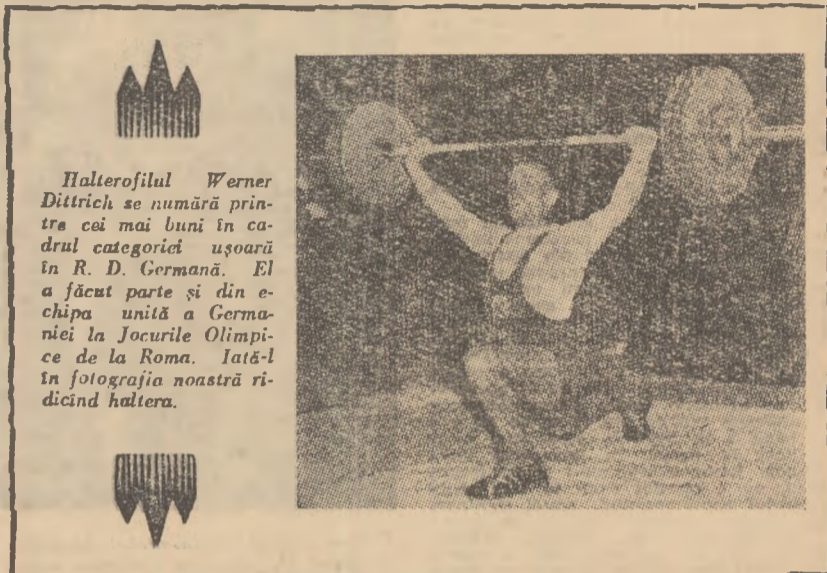 Halterofilul Werner
Dittrich se numără prin-
tre cei mai buni în ca-
drul categoriei ușoară
în R. D. Germană. El
a făcut parte și din e-
chipa unită a Germa-
niei la Jocurile Olimpi-
ce de la Roma. Iată-l
în fotografia noastră ri-
dicînd haltera.